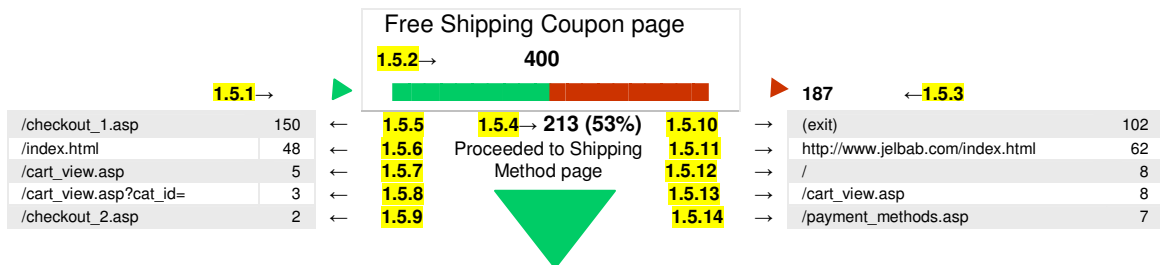 Free Shipping Coupon page
1.5.2→ 400
1.5.1→ 187 ←1.5.3
/checkout_1.asp 150 ← 1.5.5 1.5.4→ 213 (53%) 1.5.10 → (exit) 102
/index.html 48 ← 1.5.6 Proceeded to Shipping 1.5.11 → http://www.jelbab.com/index.html 62
/cart_view.asp 5 ← 1.5.7 Method page 1.5.12 → / 8
/cart_view.asp?cat_id= 3 ← 1.5.8 1.5.13 → /cart_view.asp 8
/checkout_2.asp 2 ← 1.5.9 1.5.14 → /payment_methods.asp 7